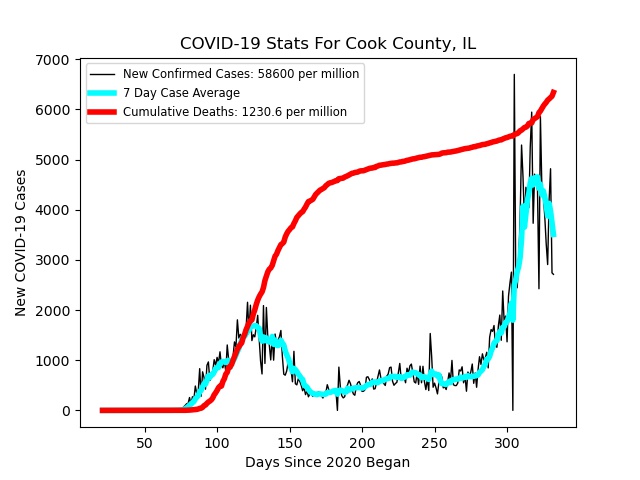 COVID-19 Stats For Cook County, IL
New Confirmed Cases: 58600 per million
7 Day Case Average
Cumulative Deaths: 1230.6 per million
7000
6000
5000
4000
3000
2000
1000
0
New COVID-19 Cases
50 100 150 200 250 300
Days Since 2020 Began